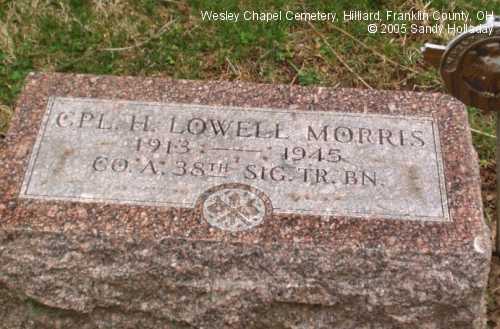 Wesley Chapel Cemetery, Hilliard, Franklin County, OH
© 2005 Sandy Holladay
CPL. H. LOWELL MORRIS
1913 — 1945
CO. A. 38TH SIG. TR. BN.